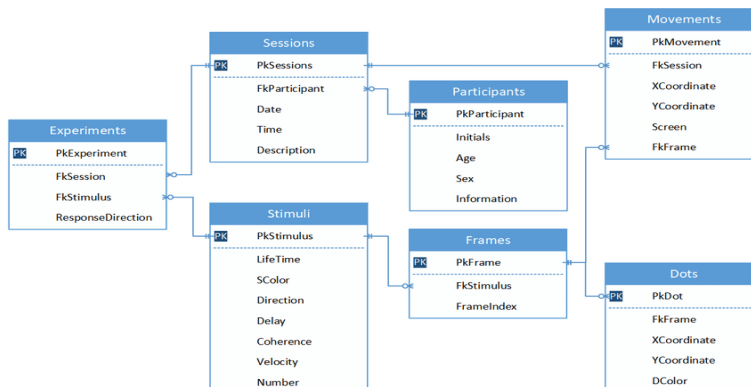 Experiments
PK PkExperiment
FkSession
FkStimulus
ResponseDirection
Sessions
PK PkSessions
FkParticipant
Date
Time
Description
Stimuli
PK PkStimulus
LifeTime
SColor
Direction
Delay
Coherence
Velocity
Number
Participants
PK PkParticipant
Initials
Age
Sex
Information
Frames
PK PkFrame
FkStimulus
FrameIndex
Movements
PK PkMovement
FkSession
XCoordinate
YCoordinate
Screen
FkFrame
Dots
PK PkDot
FkFrame
XCoordinate
YCoordinate
DColor